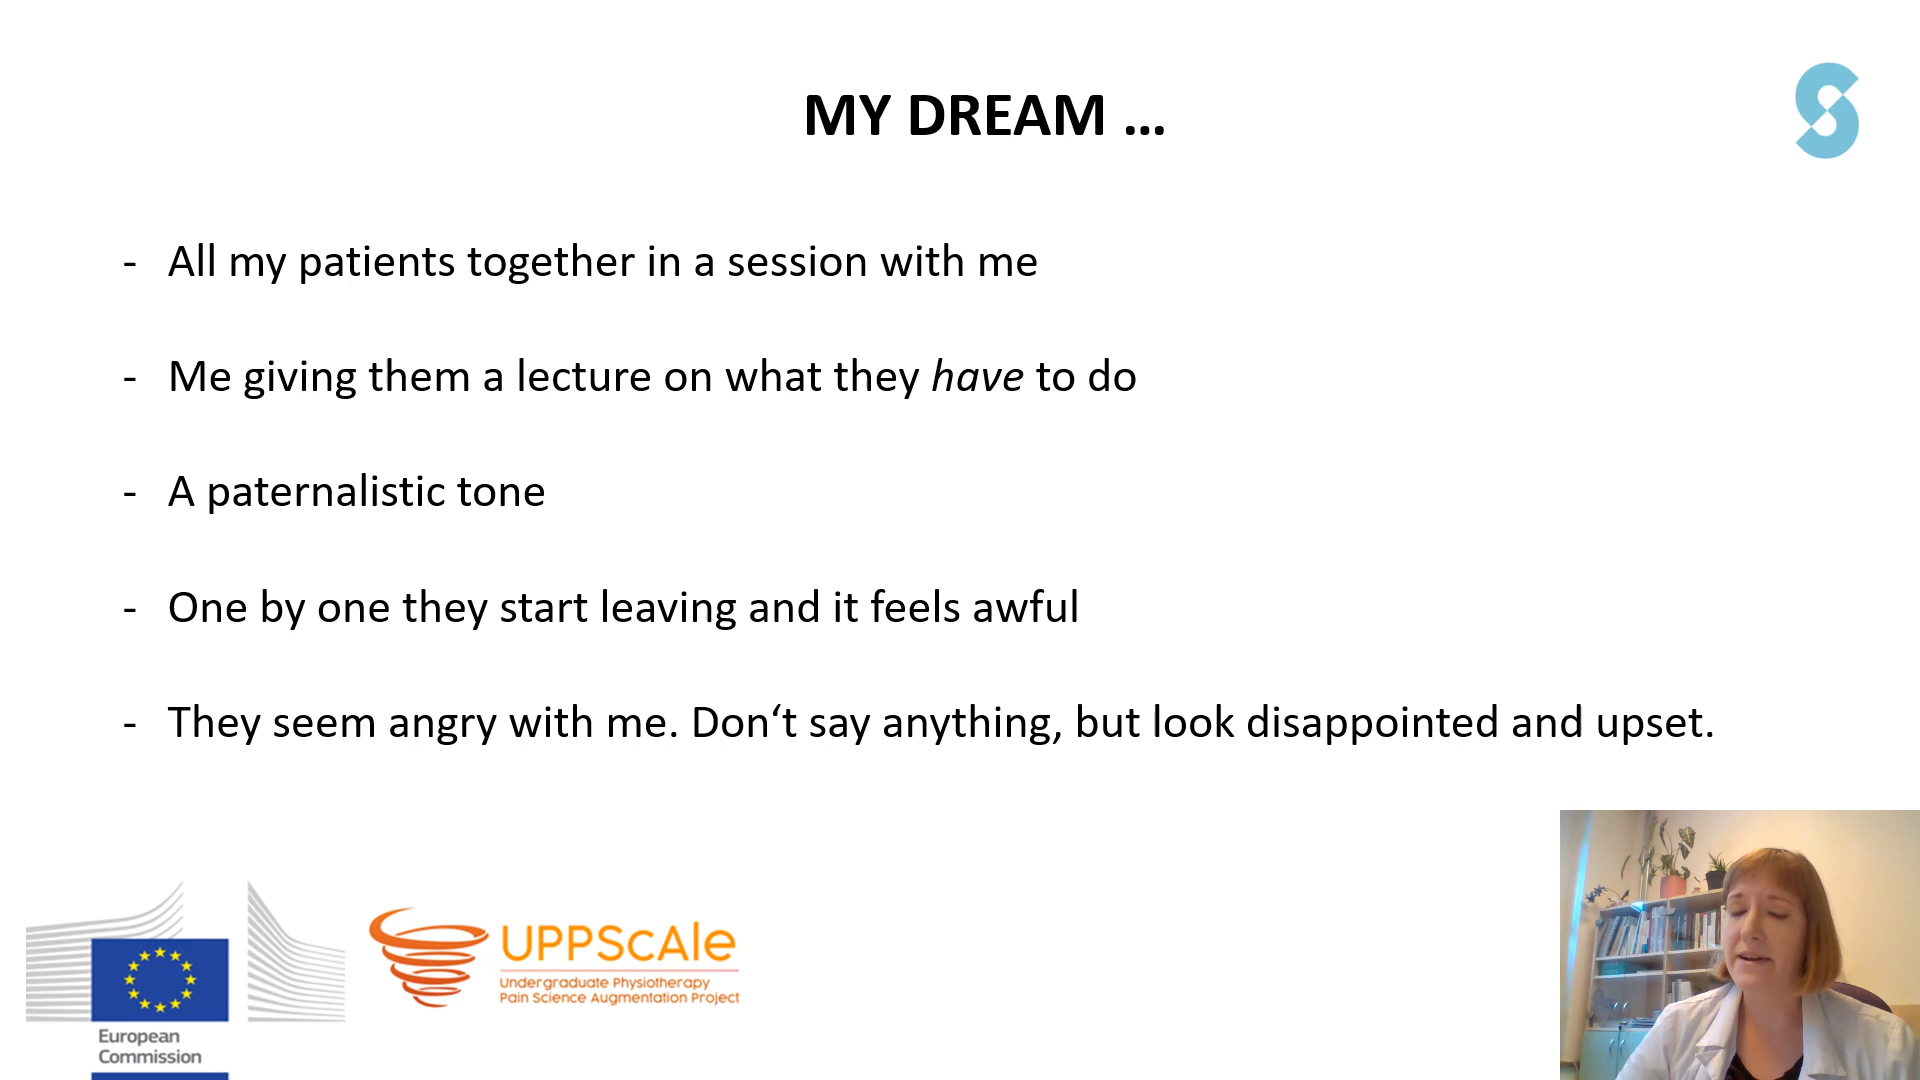 MY DREAM ...
- All my patients together in a session with me
- Me giving them a lecture on what they have to do
- A paternalistic tone
- One by one they start leaving and it feels awful
- They seem angry with me. Don‘t say anything, but look disappointed and upset.
European
Commission
UPPScAle
Undergraduate Physiotherapy
Pain Science Augmentation Project